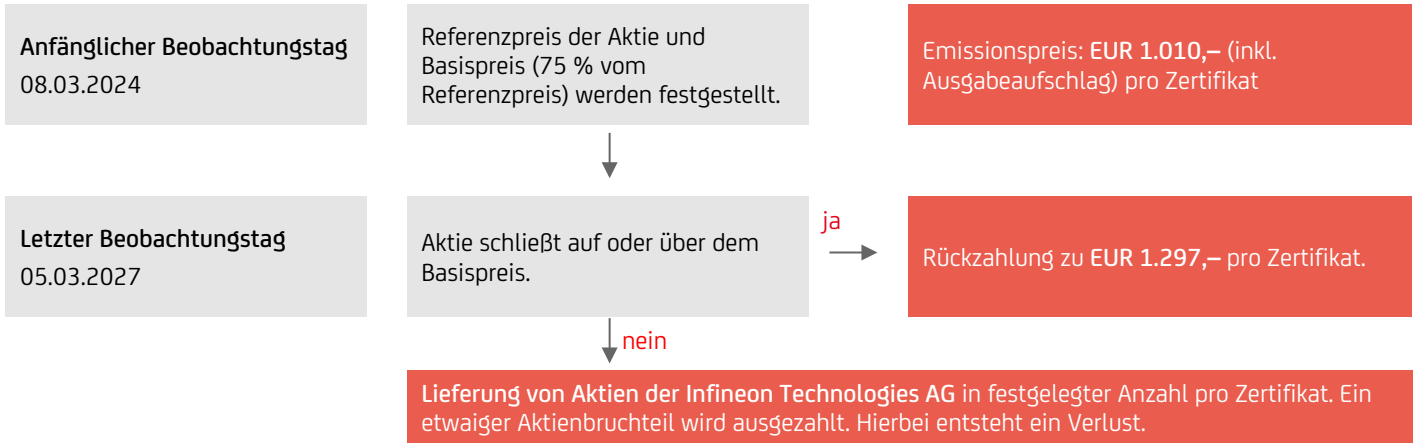 Anfänglicher Beobachtungstag
08.03.2024
Referenzpreis der Aktie und
Basispreis (75 % vom
Referenzpreis) werden festgestellt.
Emissionspreis: EUR 1.010,– (inkl.
Ausgabeaufschlag) pro Zertifikat
Letzter Beobachtungstag
05.03.2027
Aktie schließt auf oder über dem
Basispreis.
ja
Rückzahlung zu EUR 1.297,– pro Zertifikat.
nein
Lieferung von Aktien der Infineon Technologies AG in festgelegter Anzahl pro Zertifikat. Ein
etwaiger Aktienbruchteil wird ausgezahlt. Hierbei entsteht ein Verlust.